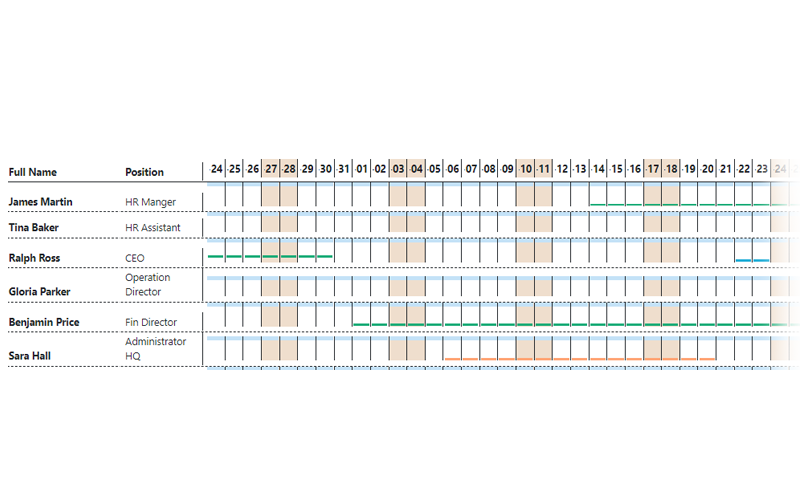 Full Name Position 24 ·25 ·26 ·27 ·28 ·29 ·30 ·31 ·01 ·02 ·03 ·04 ·05 ·06 ·07 ·08 ·09 ·10 ·11 ·12 ·13 ·14 ·15 ·16 ·17 ·18 ·19 ·20 ·21 ·22 ·23 ·24
James Martin HR Manger
Tina Baker HR Assistant
Ralph Ross CEO
Gloria Parker Operation
Director
Benjamin Price Fin Director
Sara Hall Administrator
HQ